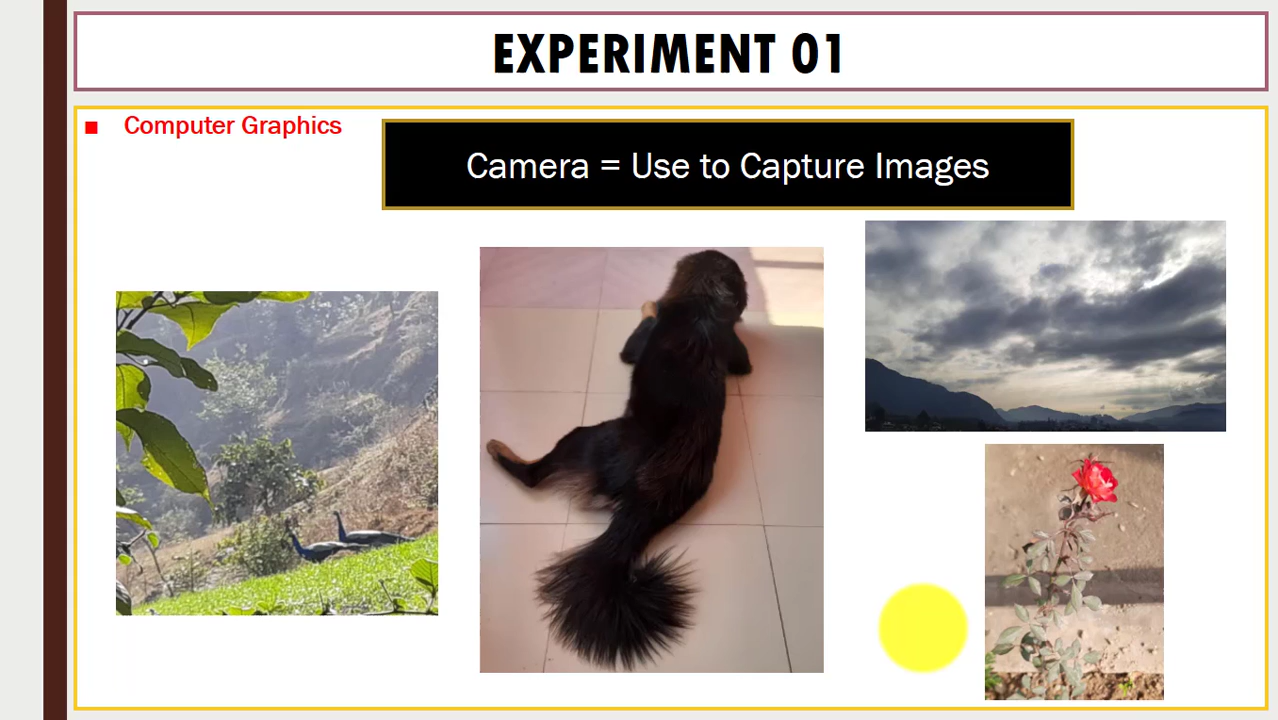 EXPERIMENT 01
■ Computer Graphics
Camera = Use to Capture Images